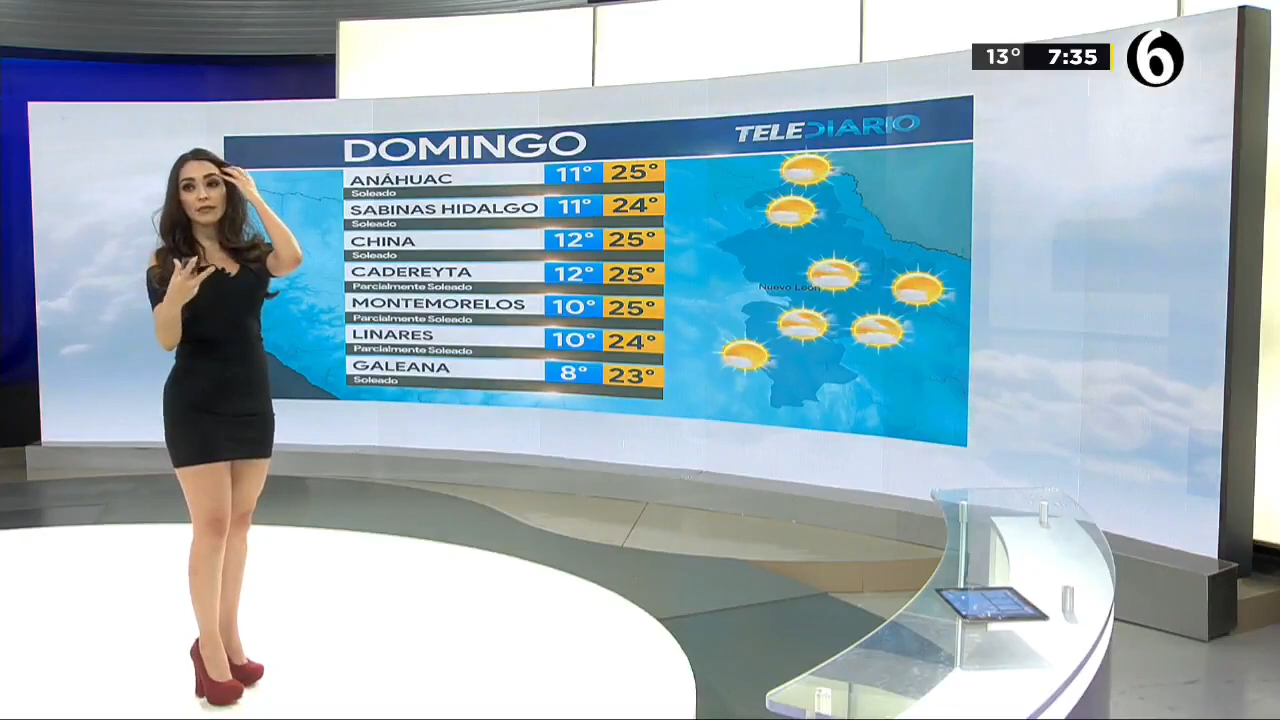 13° 7:35 6
DOMINGO TELEDIARIO
ANÁHUAC 11° 25°
Soleado
SABINAS HIDALGO 11° 24°
Soleado
CHINA 12° 25°
Soleado
CADEREYTA 12° 25°
Parcialmente Soleado
MONTEMORELOS 10° 25°
Parcialmente Soleado
LINARES 10° 24°
Parcialmente Soleado
GALEANA 8° 23°
Soleado
Nuevo León